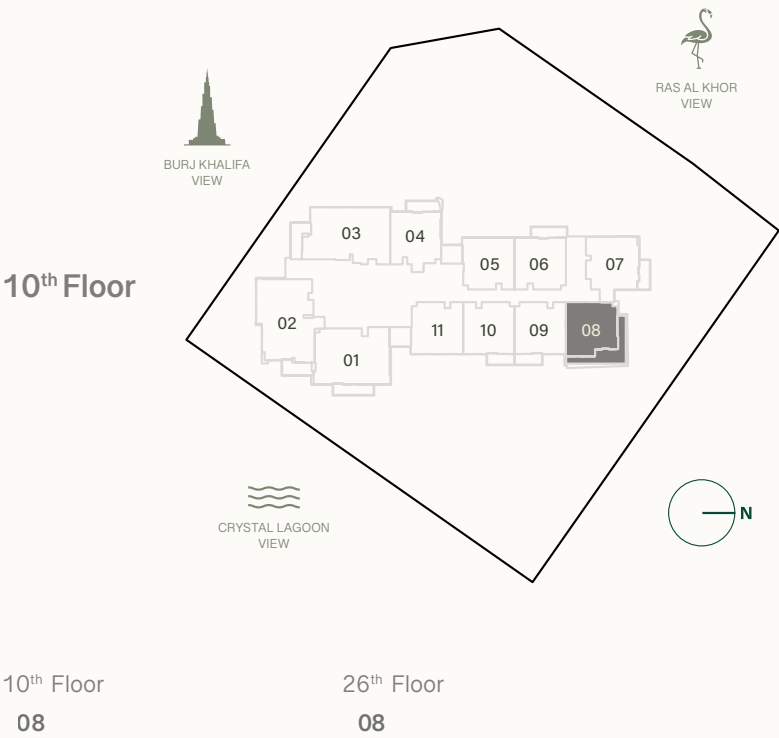 RAS AL KHOR
VIEW
BURJ KHALIFA
VIEW
03
04
05
06
07
10th Floor
02
11
10
09
08
01
CRYSTAL LAGOON
VIEW
N
10th Floor
26th Floor
08
08